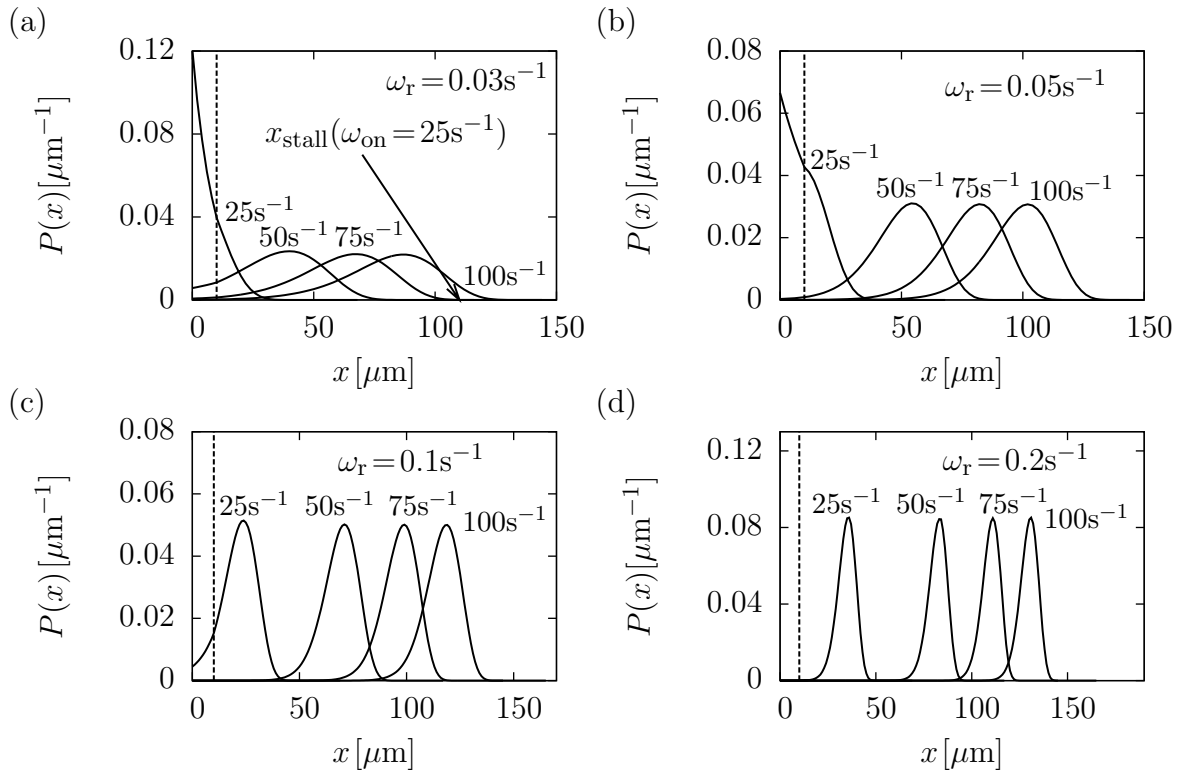 (a)
0.12
0.08
0.04
0
P(x)[μm⁻¹]
ωr=0.03s⁻¹
xstall(ωon=25s⁻¹)
25s⁻¹
50s⁻¹
75s⁻¹
100s⁻¹
0 50 100 150
x[μm]
(b)
0.08
0.06
0.04
0.02
0
P(x)[μm⁻¹]
ωr=0.05s⁻¹
25s⁻¹
50s⁻¹
75s⁻¹
100s⁻¹
0 50 100 150
x[μm]
(c)
0.08
0.06
0.04
0.02
0
P(x)[μm⁻¹]
ωr=0.1s⁻¹
25s⁻¹
50s⁻¹
75s⁻¹
100s⁻¹
0 50 100 150
x[μm]
(d)
0.12
0.08
0.04
0
P(x)[μm⁻¹]
ωr=0.2s⁻¹
25s⁻¹
50s⁻¹
75s⁻¹
100s⁻¹
0 50 100 150
x[μm]